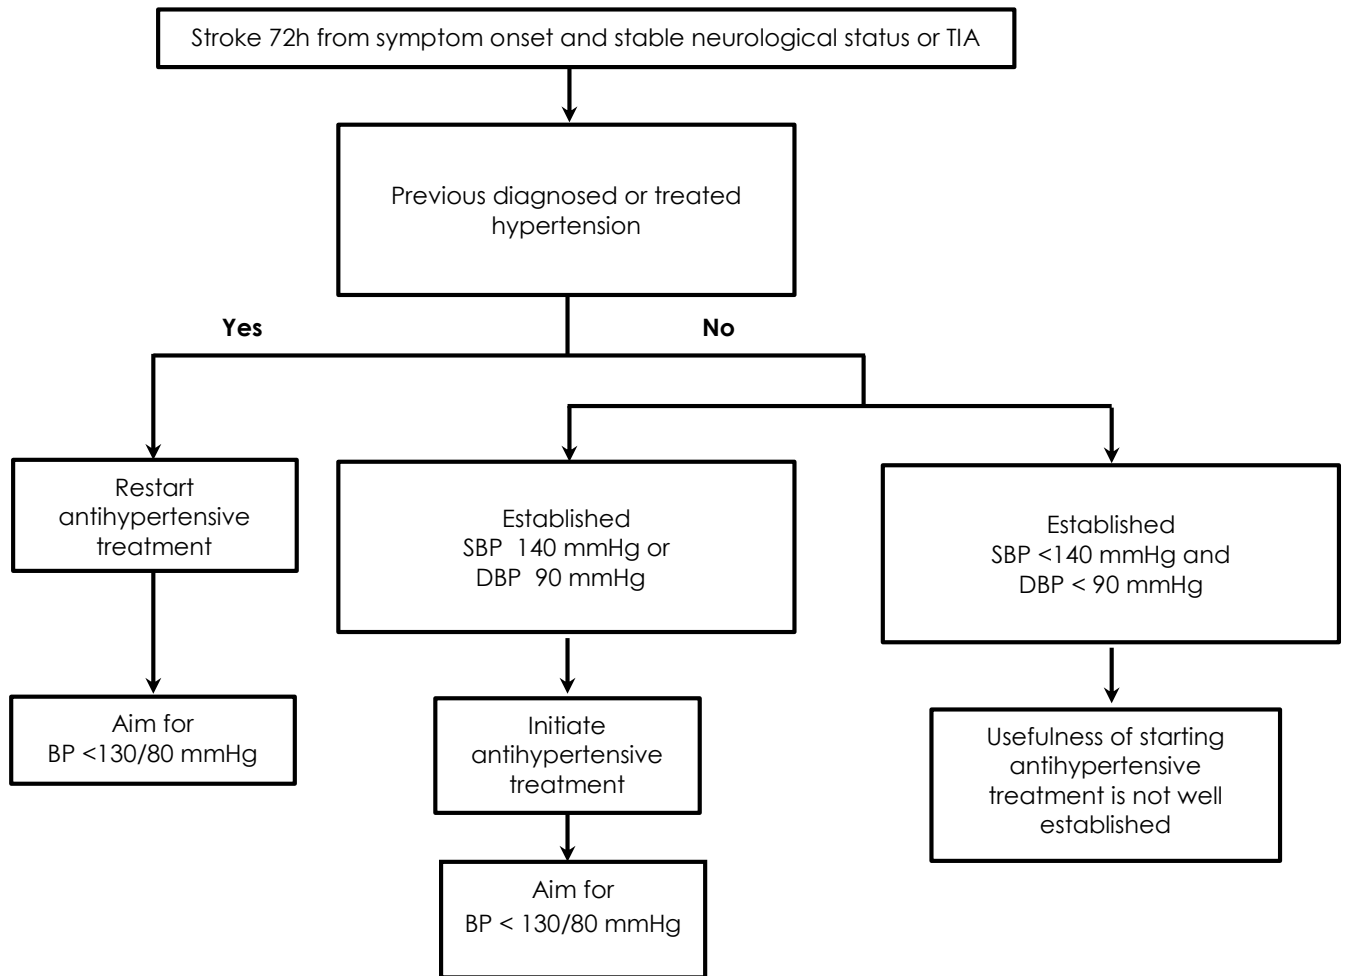 Stroke 72h from symptom onset and stable neurological status or TIA
Previous diagnosed or treated
hypertension
Yes
No
Restart
antihypertensive
treatment
Established
SBP 140 mmHg or
DBP 90 mmHg
Established
SBP <140 mmHg and
DBP < 90 mmHg
Aim for
BP <130/80 mmHg
Initiate
antihypertensive
treatment
Usefulness of starting
antihypertensive
treatment is not well
established
Aim for
BP < 130/80 mmHg